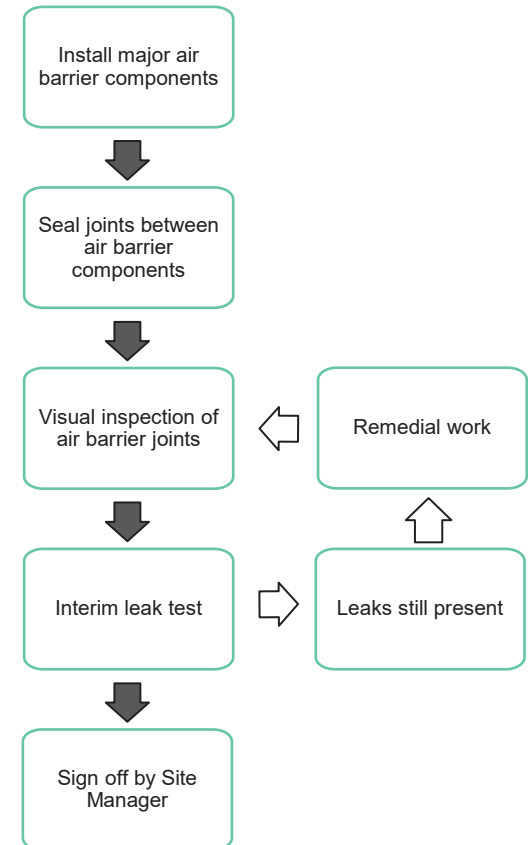 Install major air
barrier components
Seal joints between
air barrier
components
Visual inspection of
air barrier joints
Remedial work
Interim leak test
Leaks still present
Sign off by Site
Manager